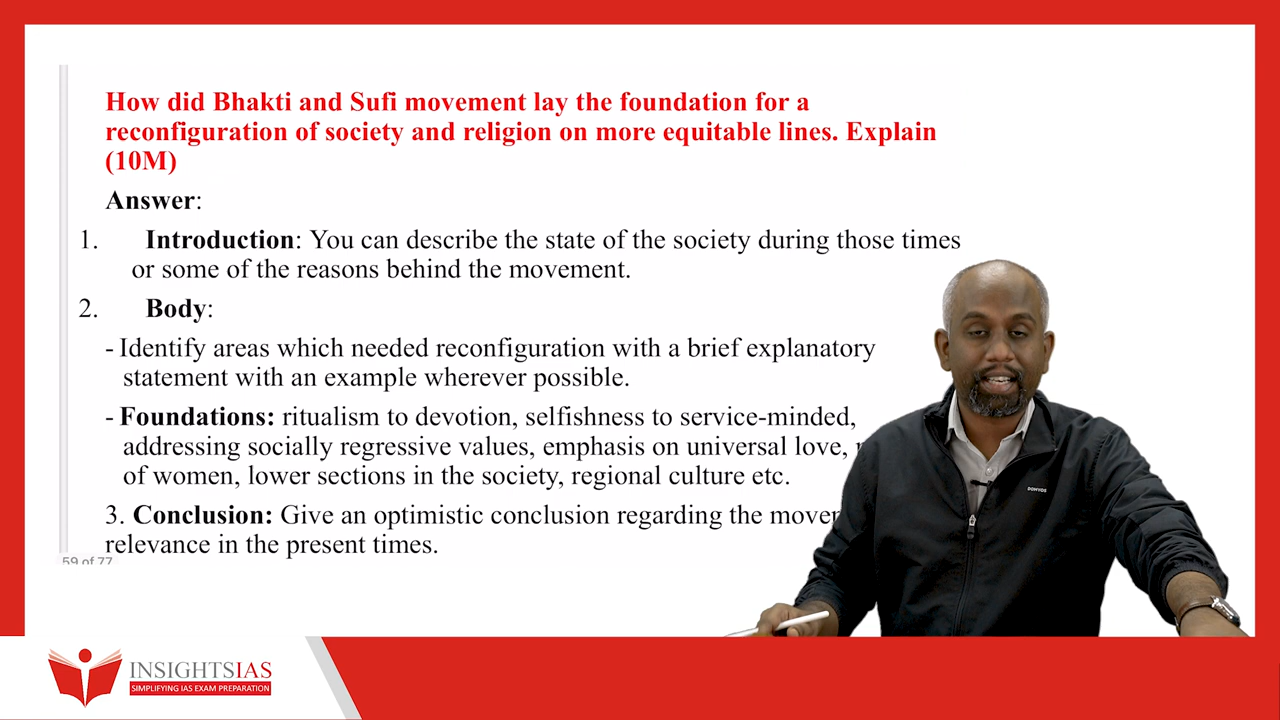 How did Bhakti and Sufi movement lay the foundation for a
reconfiguration of society and religion on more equitable lines. Explain
(10M)
Answer:
1. Introduction: You can describe the state of the society during those times
or some of the reasons behind the movement.
2. Body:
- Identify areas which needed reconfiguration with a brief explanatory
statement with an example wherever possible.
- Foundations: ritualism to devotion, selfishness to service-minded,
addressing socially regressive values, emphasis on universal love,
of women, lower sections in the society, regional culture etc.
3. Conclusion: Give an optimistic conclusion regarding the
relevance in the present times.
59 of 77
DOMYOS
INSIGHTSIAS
SIMPLIFYING IAS EXAM PREPARATION